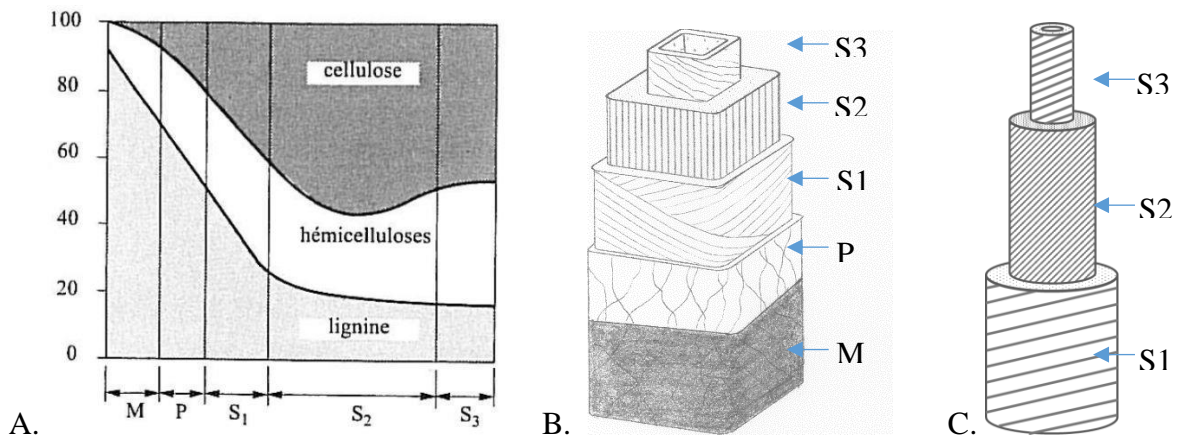 100
80
60
40
20
0
cellulose
hémicelluloses
lignine
M P S1 S2 S3
A.
S3
S2
S1
P
M
B.
S3
S2
S1
C.